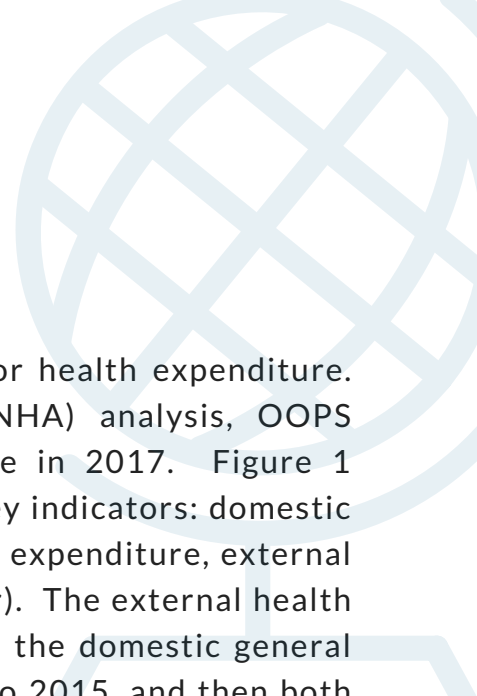 or health expenditure.
NHA) analysis, OOPS
e in 2017. Figure 1
y indicators: domestic
expenditure, external
). The external health
the domestic general
o 2015, and then both